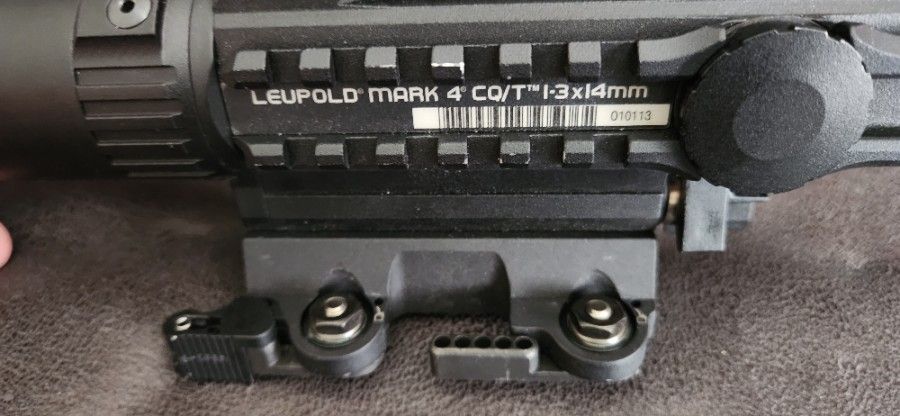 LEUPOLD® MARK 4® CQ/T™ 1-3x14mm
010113